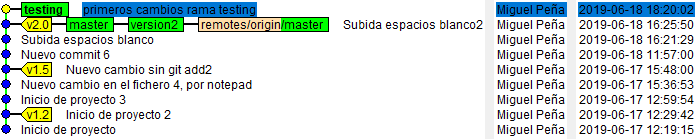 testing primeros cambios rama testing Miguel Peña 2019-06-18 18:20:02
v2.0 master version2 remotes/origin/master Subida espacios blanco2 Miguel Peña 2019-06-18 16:25:50
Subida espacios blanco Miguel Peña 2019-06-18 16:21:29
Nuevo commit 6 Miguel Peña 2019-06-18 11:57:00
v1.5 Nuevo cambio sin git add2 Miguel Peña 2019-06-17 15:48:00
Nuevo cambio en el fichero 4, por notepad Miguel Peña 2019-06-17 15:36:53
Inicio de proyecto 3 Miguel Peña 2019-06-17 12:59:54
v1.2 Inicio de proyecto 2 Miguel Peña 2019-06-17 12:29:42
Inicio de proyecto Miguel Peña 2019-06-17 12:19:15